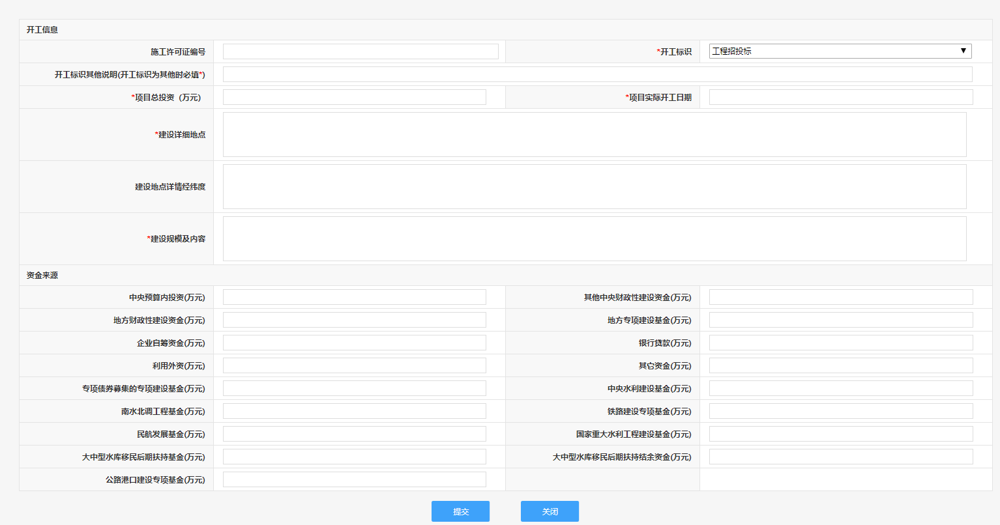 开工信息
施工许可证编号
*开工标识
工程招投标
开工标识其他说明(开工标识为其他时必填*)
*项目总投资（万元）
*项目实际开工日期
*建设详细地点
建设地点详情经纬度
*建设规模及内容
资金来源
中央预算内投资(万元)
其他中央财政性建设资金(万元)
地方财政性建设资金(万元)
地方专项建设基金(万元)
企业自筹资金(万元)
银行贷款(万元)
利用外资(万元)
其它资金(万元)
专项债券募集的专项建设基金(万元)
中央水利建设基金(万元)
南水北调工程基金(万元)
铁路建设专项基金(万元)
民航发展基金(万元)
国家重大水利工程建设基金(万元)
大中型水库移民后期扶持基金(万元)
大中型水库移民后期扶持结余资金(万元)
公路港口建设专项基金(万元)
提交
关闭